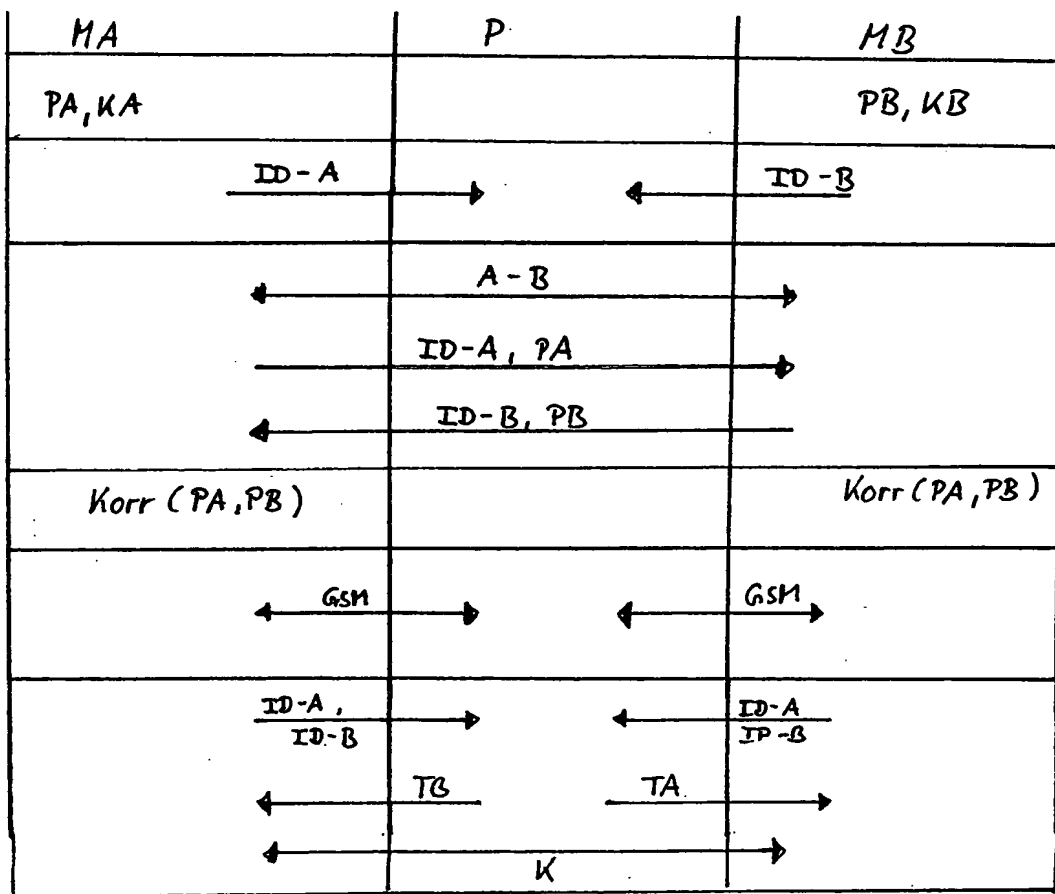 MA P MB
PA, KA PB, KB
ID-A ID-B
A-B
ID-A, PA
ID-B, PB
Korr (PA, PB) Korr (PA, PB)
GSM GSM
ID-A, ID-A
ID-B IP-B
TB TA
K